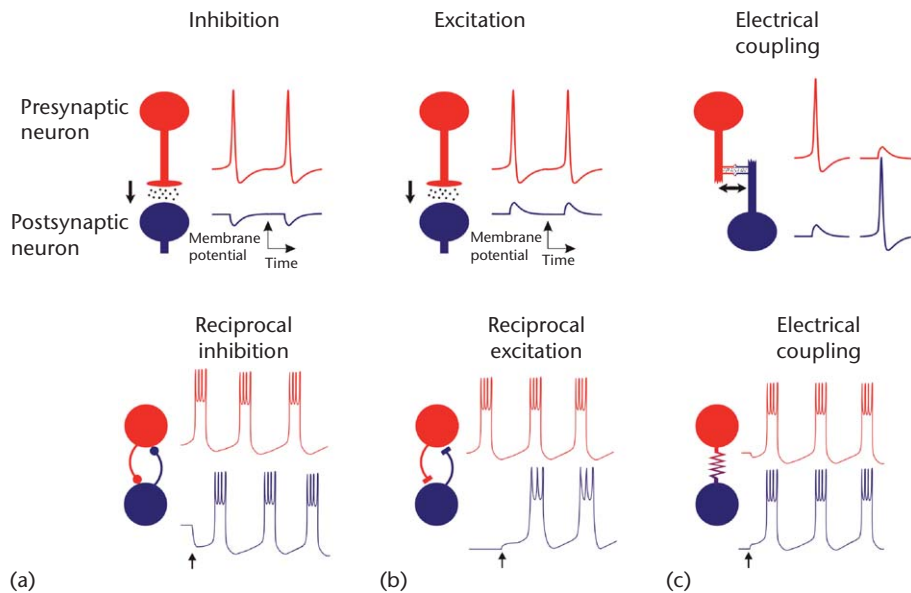 Inhibition
Excitation
Electrical
coupling
Presynaptic
neuron
Postsynaptic
neuron
Membrane
potential
Time
Membrane
potential
Time
Reciprocal
inhibition
Reciprocal
excitation
Electrical
coupling
(a)
(b)
(c)